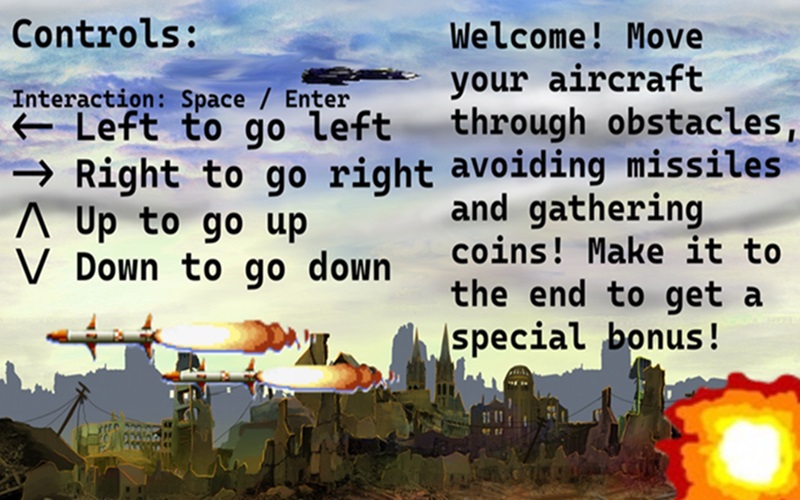 Controls:
Interaction: Space / Enter
← Left to go left
→ Right to go right
⋀ Up to go up
⋁ Down to go down
Welcome! Move
your aircraft
through obstacles,
avoiding missiles
and gathering
coins! Make it to
the end to get a
special bonus!